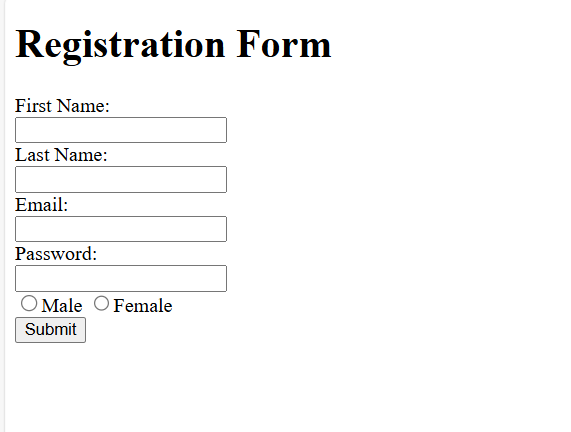 Registration Form
First Name:
Last Name:
Email:
Password:
Male Female
Submit